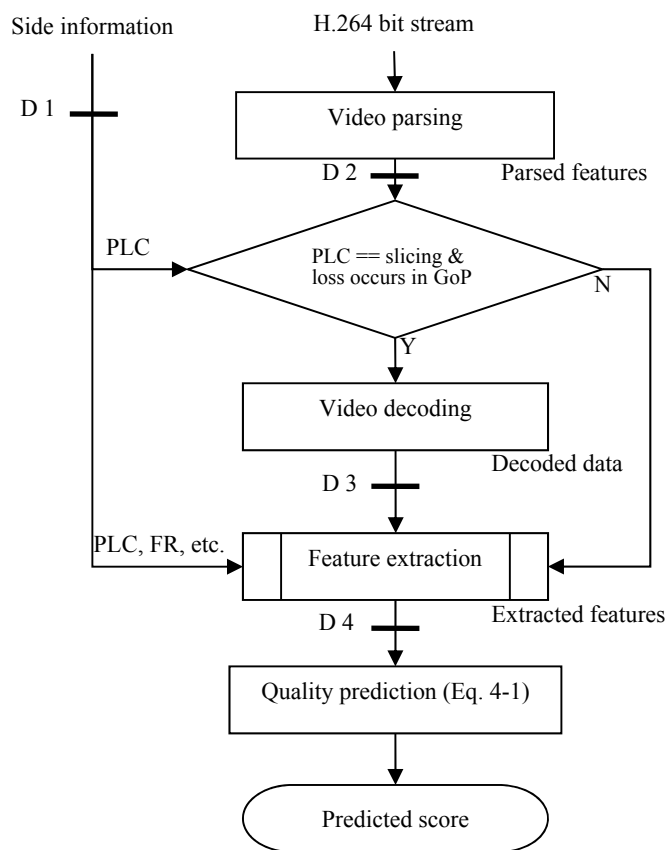 Side information
H.264 bit stream
D 1
Video parsing
D 2
Parsed features
PLC
PLC == slicing &
loss occurs in GoP
N
Y
Video decoding
Decoded data
D 3
PLC, FR, etc.
Feature extraction
Extracted features
D 4
Quality prediction (Eq. 4-1)
Predicted score